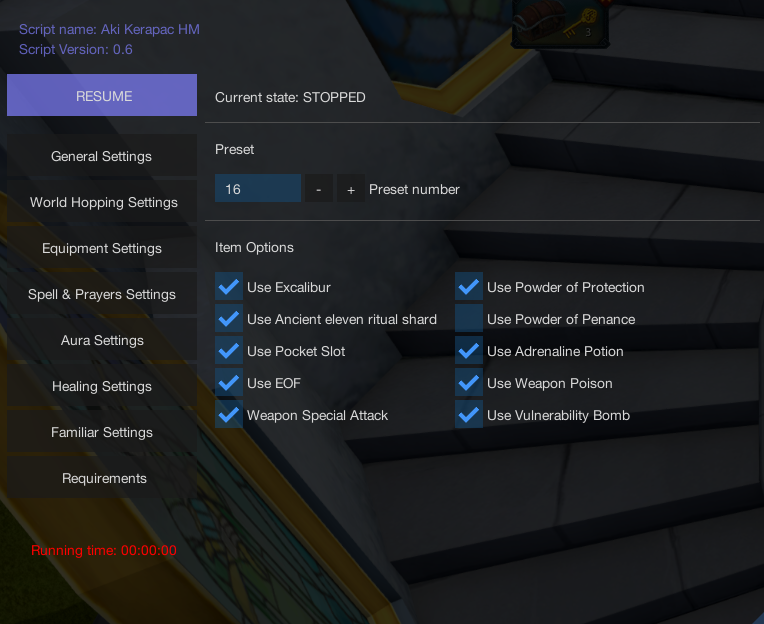 Script name: Aki Kerapac HM
Script Version: 0.6
RESUME
Current state: STOPPED
General Settings
World Hopping Settings
Equipment Settings
Spell & Prayers Settings
Aura Settings
Healing Settings
Familiar Settings
Requirements
Running time: 00:00:00
Preset
16 - + Preset number
Item Options
Use Excalibur
Use Powder of Protection
Use Ancient eleven ritual shard
Use Powder of Penance
Use Pocket Slot
Use Adrenaline Potion
Use EOF
Use Weapon Poison
Weapon Special Attack
Use Vulnerability Bomb
3